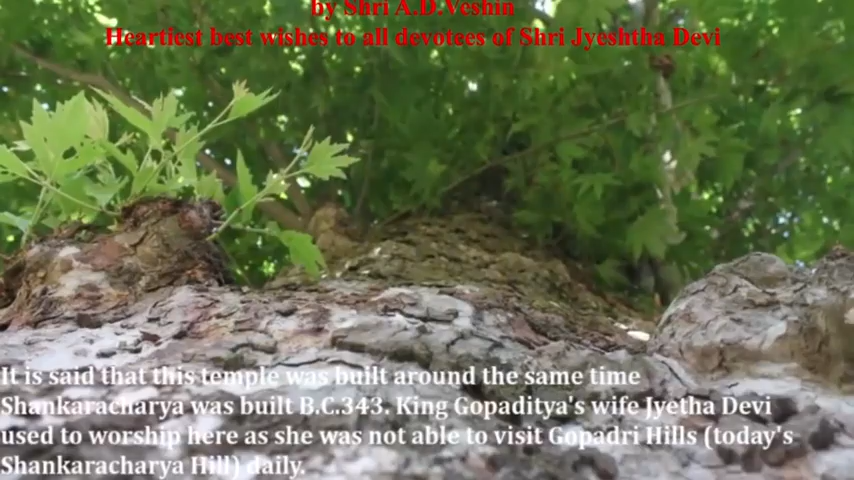 by Shri A.D.Veshin
Heartiest best wishes to all devotees of Shri Jyeshtha Devi
It is said that this temple was built around the same time
Shankaracharya was built B.C.343. King Gopaditya's wife Jyetha Devi
used to worship here as she was not able to visit Gopadri Hills (today's
Shankaracharya Hill) daily.